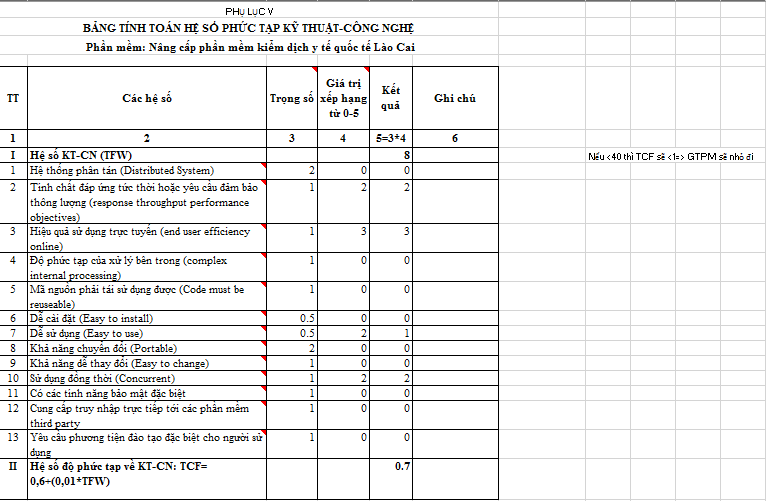 PHụ LụC V
BẢNG TÍNH TOÁN HỆ SỐ PHỨC TẠP KỸ THUẬT-CÔNG NGHỆ
Phần mềm: Nâng cấp phần mềm kiểm dịch y tế quốc tế Lào Cai
TT Các hệ số Trọng số Giá trị xếp hạng từ 0-5 Kết quả Ghi chú
1 2 3 4 5=3*4 6
I Hệ số KT-CN (TFW) 8
Nếu <40 thì TCF sẽ <1=> GTPM sẽ nhỏ đi
1 Hệ thống phân tán (Distributed System) 2 0 0
2 Tính chất đáp ứng tức thời hoặc yêu cầu đảm bảo 1 2 2
thông lượng (response throughput performance
objectives)
3 Hiệu quả sử dụng trực tuyến (end user efficiency 1 3 3
online)
4 Độ phức tạp của xử lý bên trong (complex 1 0 0
internal processing)
5 Mã nguồn phải tái sử dụng được (Code must be 1 0 0
reuseable)
6 Dễ cài đặt (Easy to install) 0.5 0 0
7 Dễ sử dụng (Easy to use) 0.5 2 1
8 Khả năng chuyển đổi (Portable) 2 0 0
9 Khả năng dễ thay đổi (Easy to change) 1 0 0
10 Sử dụng đồng thời (Concurrent) 1 2 2
11 Có các tính năng bảo mật đặc biệt 1 0 0
12 Cung cấp truy nhập trực tiếp tới các phần mềm 1 0 0
third party
13 Yêu cầu phương tiện đào tạo đặc biệt cho người sử 1 0 0
dụng
II Hệ số độ phức tạp về KT-CN: TCF= 0.7
0,6+(0,01*TFW)